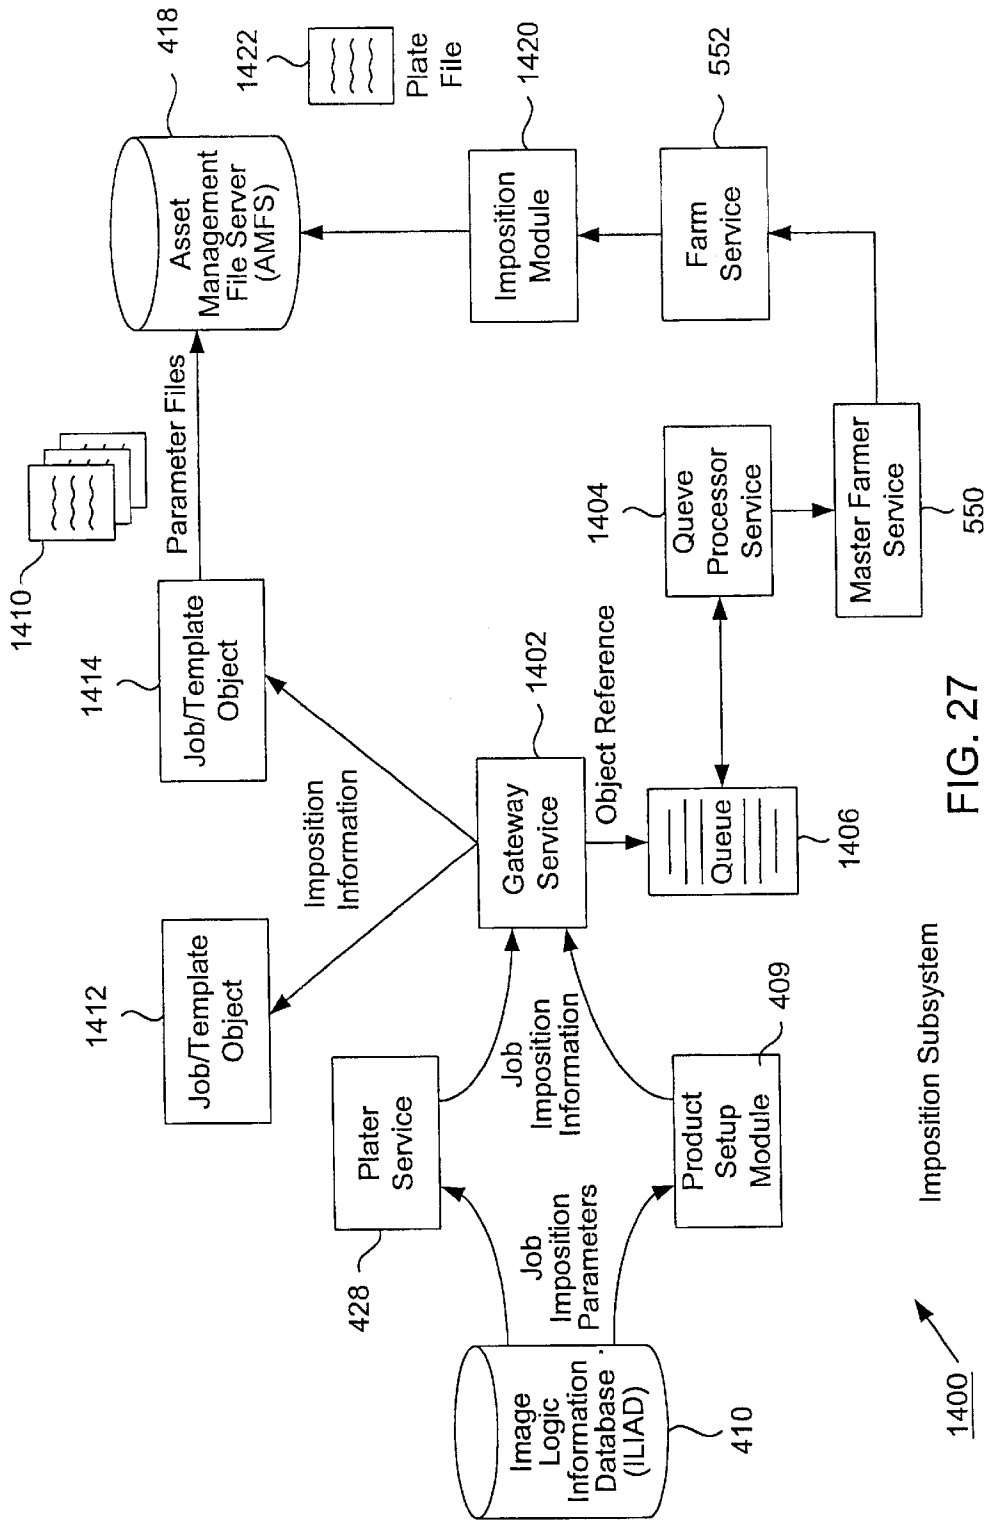 1410
1414
Job/Template
Object
Parameter Files
418
Asset
Management
File Server
(AMFS)
1422
Plate
File
1412
Job/Template
Object
Imposition
Information
428
Plater
Service
Job
Imposition
Information
1402
Gateway
Service
Imposition
Module
1420
Image
Logic
Information
Database
(ILIAD)
410
Job
Imposition
Parameters
Product
Setup
Module
409
Object Reference
Queue
1406
1404
Queve
Processor
Service
Farm
Service
552
Master Farmer
Service
550
1400
Imposition Subsystem
FIG. 27